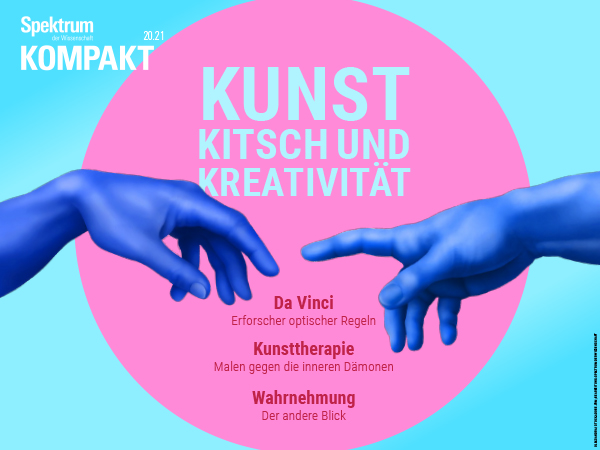 Spektrum
der Wissenschaft
20.21
KOMPAKT
KUNST
KITSCH UND
KREATIVITÄT
Da Vinci
Erforscher optischer Regeln
Kunsttherapie
Malen gegen die inneren Dämonen
Wahrnehmung
Der andere Blick